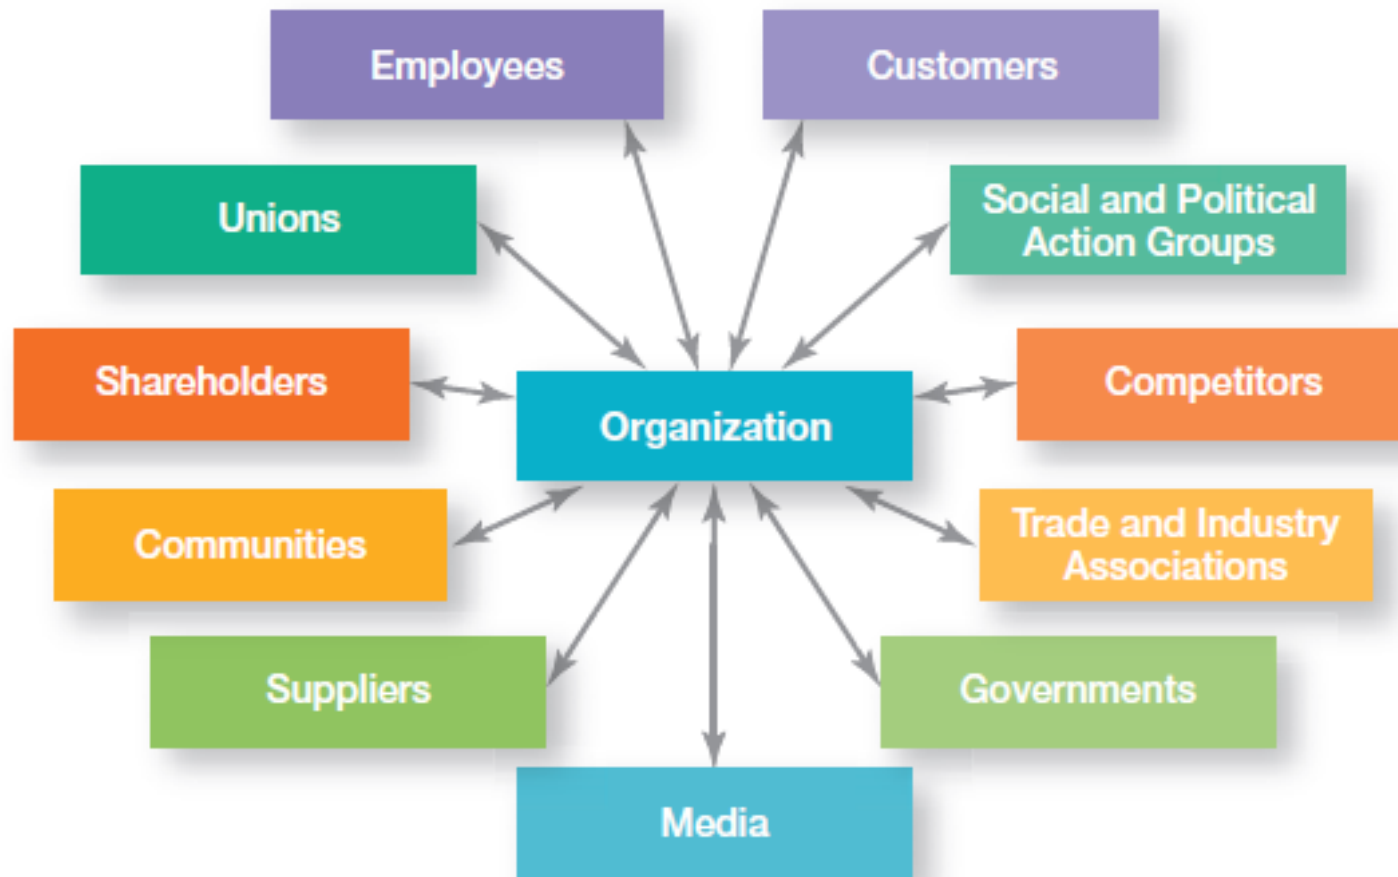 Employees
Customers
Unions
Social and Political
Action Groups
Shareholders
Competitors
Organization
Communities
Trade and Industry
Associations
Suppliers
Governments
Media